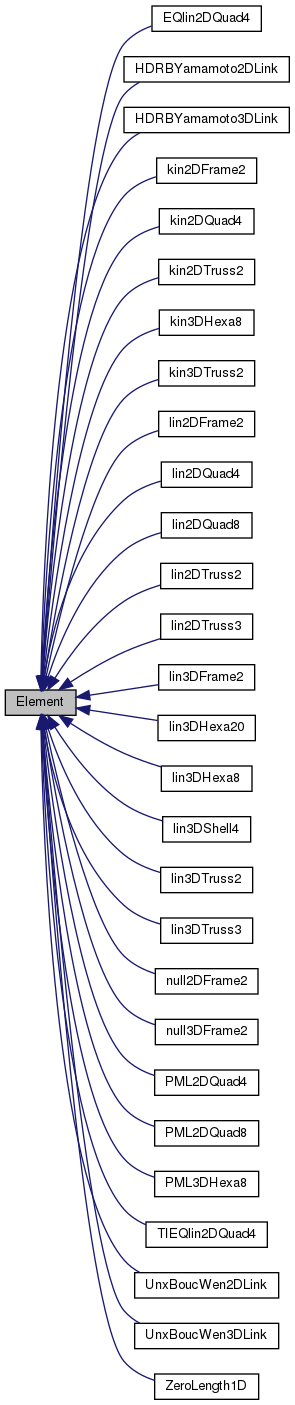 EQlin2DQuad4
HDRBYamamoto2DLink
HDRBYamamoto3DLink
kin2DFrame2
kin2DQuad4
kin2DTruss2
kin3DHexa8
kin3DTruss2
lin2DFrame2
lin2DQuad4
lin2DQuad8
lin2DTruss2
lin2DTruss3
lin3DFrame2
Element
lin3DHexa20
lin3DHexa8
lin3DShell4
lin3DTruss2
lin3DTruss3
null2DFrame2
null3DFrame2
PML2DQuad4
PML2DQuad8
PML3DHexa8
TIEQlin2DQuad4
UnxBoucWen2DLink
UnxBoucWen3DLink
ZeroLength1D